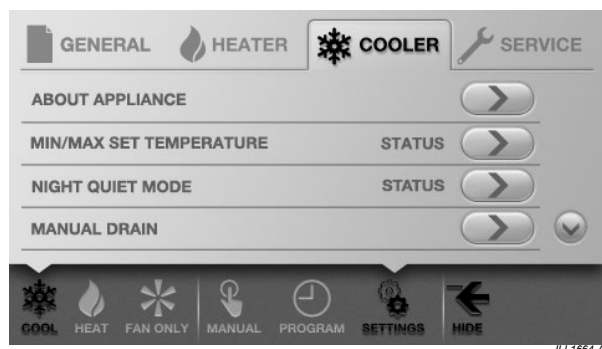 GENERAL HEATER COOLER SERVICE
ABOUT APPLIANCE
MIN/MAX SET TEMPERATURE STATUS
NIGHT QUIET MODE STATUS
MANUAL DRAIN
COOL HEAT FAN ONLY MANUAL PROGRAM SETTINGS HIDE